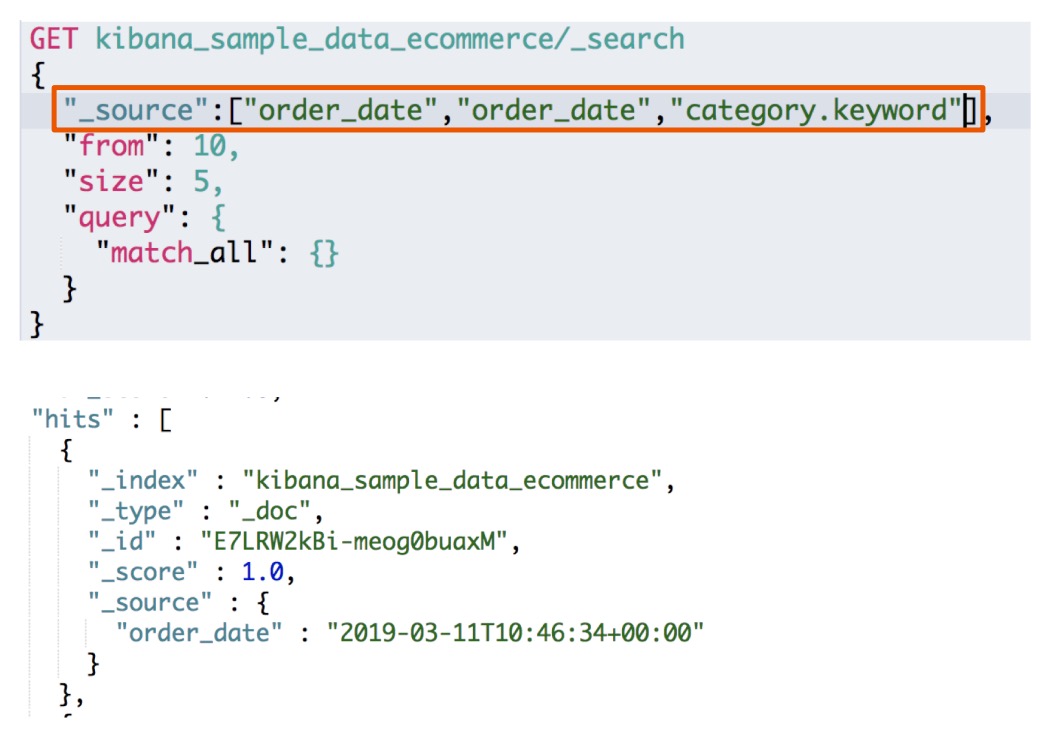 GET kibana_sample_data_ecommerce/_search
{
"_source":["order_date","order_date","category.keyword"],
"from": 10,
"size": 5,
"query": {
"match_all": {}
}
}
"hits" : [
{
"_index" : "kibana_sample_data_ecommerce",
"_type" : "_doc",
"_id" : "E7LRW2kBi-meog0buaxM",
"_score" : 1.0,
"_source" : {
"order_date" : "2019-03-11T10:46:34+00:00"
}
},